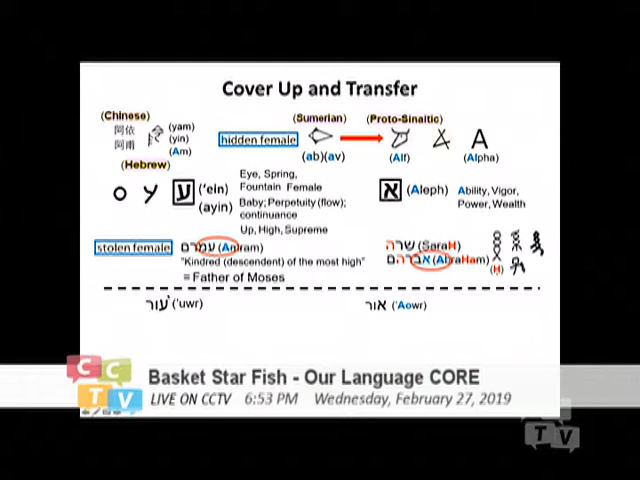 Cover Up and Transfer
(Chinese)
阿依
阿甫
(yam)
(yin)
(Am)
hidden female
(Sumerian)
(ab)(av)
(Proto-Sinaitic)
(Alf)
(Alpha)
(Hebrew)
ע
('ein)
(ayin)
Eye, Spring,
Fountain Female
Baby; Perpetuity (flow);
continuance
Up, High, Supreme
א (Aleph)
Ability, Vigor,
Power, Wealth
stolen female
עמרם (Amram)
"Kindred (descendent) of the most high"
= Father of Moses
שרה (SaraH)
אברהם (AbraHam)
(H)
עור ('uwr)
אור ('Aowr)
CCTV
Basket Star Fish - Our Language CORE
LIVE ON CCTV 6:53 PM Wednesday, February 27, 2019
TV